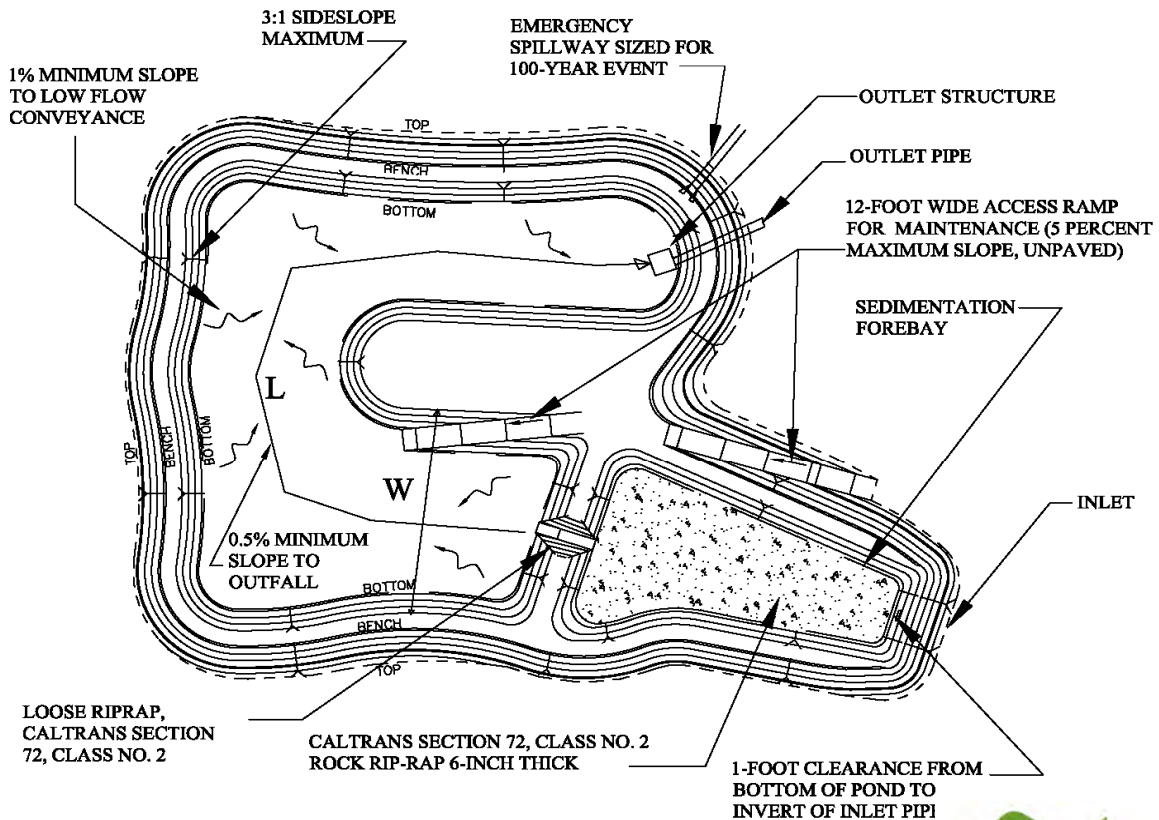 3:1 SIDESLOPE
MAXIMUM
EMERGENCY
SPILLWAY SIZED FOR
100-YEAR EVENT
1% MINIMUM SLOPE
TO LOW FLOW
CONVEYANCE
OUTLET STRUCTURE
OUTLET PIPE
12-FOOT WIDE ACCESS RAMP
FOR MAINTENANCE (5 PERCENT
MAXIMUM SLOPE, UNPAVED)
SEDIMENTATION
FOREBAY
TOP
BENCH
BOTTOM
L
W
TOP
BENCH
BOTTOM
INLET
0.5% MINIMUM
SLOPE TO
OUTFALL
BOTTOM
BENCH
TOP
LOOSE RIPRAP,
CALTRANS SECTION
72, CLASS NO. 2
CALTRANS SECTION 72, CLASS NO. 2
ROCK RIP-RAP 6-INCH THICK
1-FOOT CLEARANCE FROM
BOTTOM OF POND TO
INVERT OF INLET PIPI